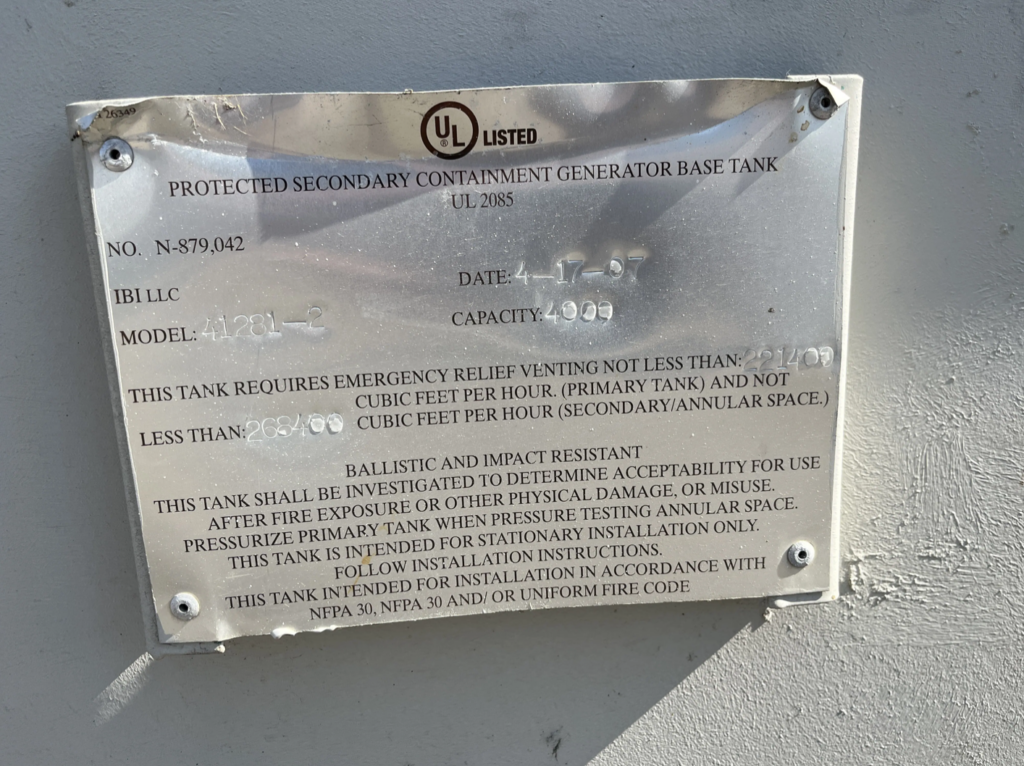 26349
UL ® LISTED
PROTECTED SECONDARY CONTAINMENT GENERATOR BASE TANK
UL 2085
NO. N-879,042
DATE: 4-17-07
IBI LLC
MODEL: 41281-2
CAPACITY: 4000
THIS TANK REQUIRES EMERGENCY RELIEF VENTING NOT LESS THAN: 221400
CUBIC FEET PER HOUR. (PRIMARY TANK) AND NOT
LESS THAN: 268400 CUBIC FEET PER HOUR (SECONDARY/ANNULAR SPACE.)
BALLISTIC AND IMPACT RESISTANT
THIS TANK SHALL BE INVESTIGATED TO DETERMINE ACCEPTABILITY FOR USE
AFTER FIRE EXPOSURE OR OTHER PHYSICAL DAMAGE, OR MISUSE.
PRESSURIZE PRIMARY TANK WHEN PRESSURE TESTING ANNULAR SPACE.
THIS TANK IS INTENDED FOR STATIONARY INSTALLATION ONLY.
FOLLOW INSTALLATION INSTRUCTIONS.
THIS TANK INTENDED FOR INSTALLATION IN ACCORDANCE WITH
NFPA 30, NFPA 30 AND/ OR UNIFORM FIRE CODE